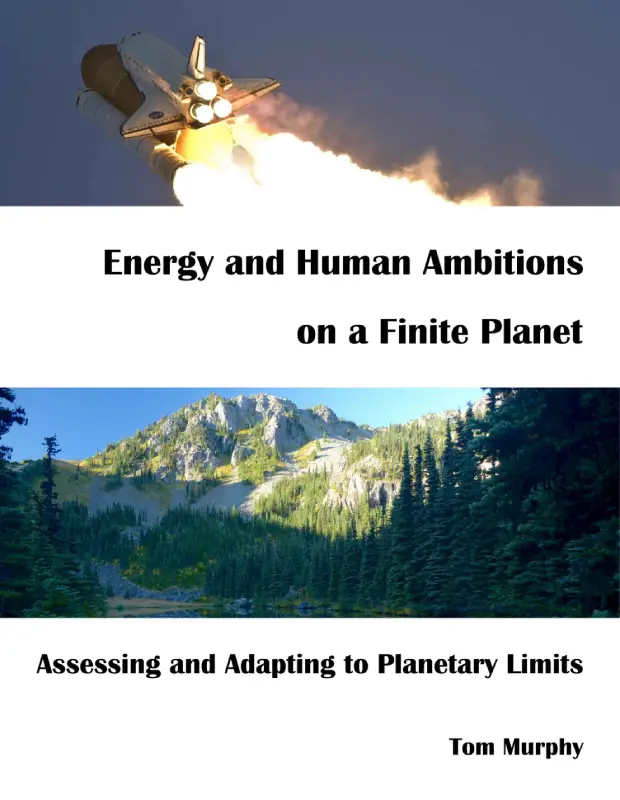 Energy and Human Ambitions
on a Finite Planet
Assessing and Adapting to Planetary Limits
Tom Murphy